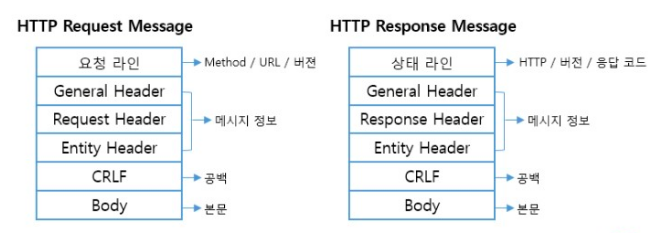 HTTP Request Message
요청 라인
Method / URL / 버젼
General Header
Request Header
메시지 정보
Entity Header
CRLF
공백
Body
본문
HTTP Response Message
상태 라인
HTTP / 버전 / 응답 코드
General Header
Response Header
메시지 정보
Entity Header
CRLF
공백
Body
본문